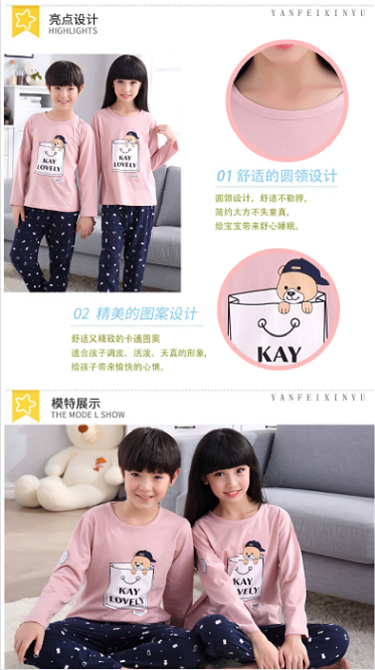 亮点设计
HIGHLIGHTS
YANFEIXINYU
KAY
LOVELY
KAY
LOVELY
01 舒适的圆领设计
圆领设计，舒适不勒脖，
简约大方不失童真，
给宝宝带来舒心睡眠。
02 精美的图案设计
舒适又精致的卡通图案
适合孩子调皮、活泼、天真的形象，
给孩子带来愉快的心情。
KAY
模特展示
THE MODEL SHOW
YANFEIXINYU
KAY
LOVELY
KAY
LOVELY